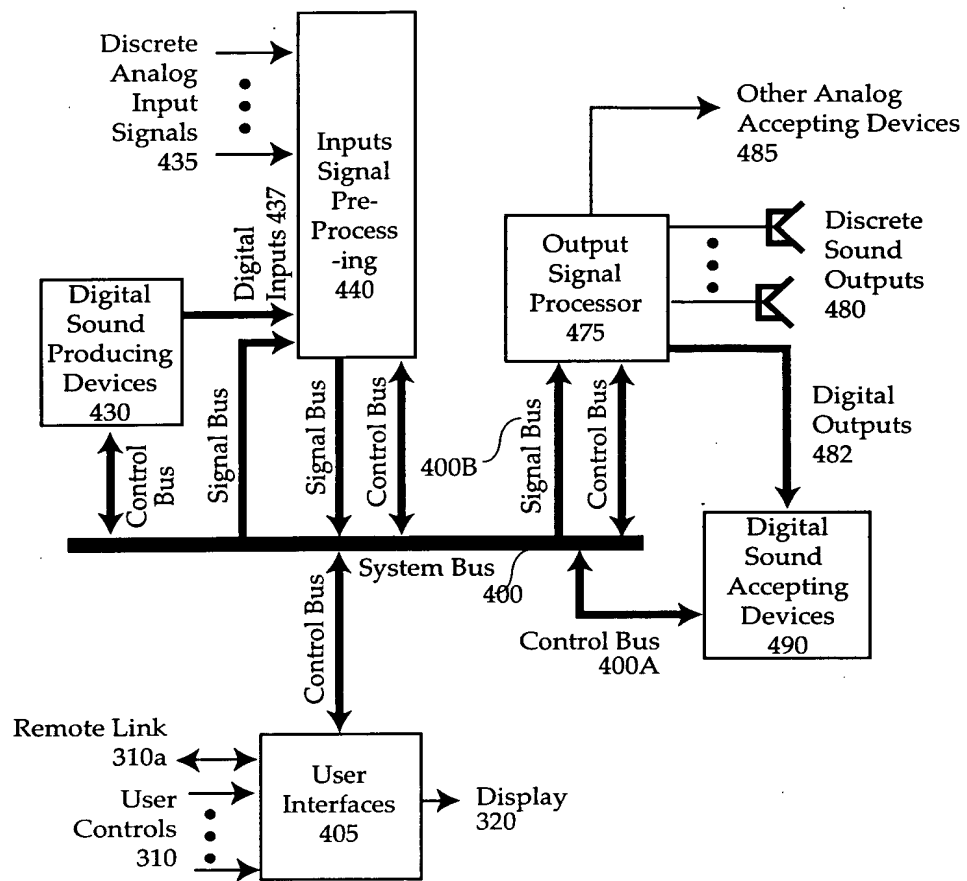 Discrete
Analog
Input
Signals
435
Inputs
Signal
Pre-
Process
-ing
440
Digital
Inputs 437
Digital
Sound
Producing
Devices
430
Other Analog
Accepting Devices
485
Output
Signal
Processor
475
Discrete
Sound
Outputs
480
Digital
Outputs
482
Control
Bus
Signal Bus
Signal Bus
Control Bus
400B
Signal Bus
Control Bus
System Bus
400
Digital
Sound
Accepting
Devices
490
Control Bus
400A
Control Bus
Remote Link
310a
User
Controls
310
User
Interfaces
405
Display
320